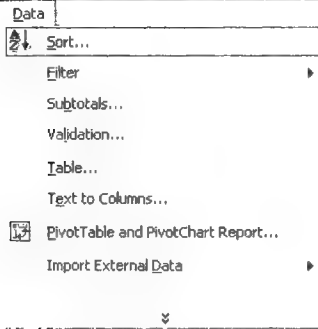 Data
Sort...
Filter
Subtotals...
Validation...
Table...
Text to Columns...
PivotTable and PivotChart Report...
Import External Data